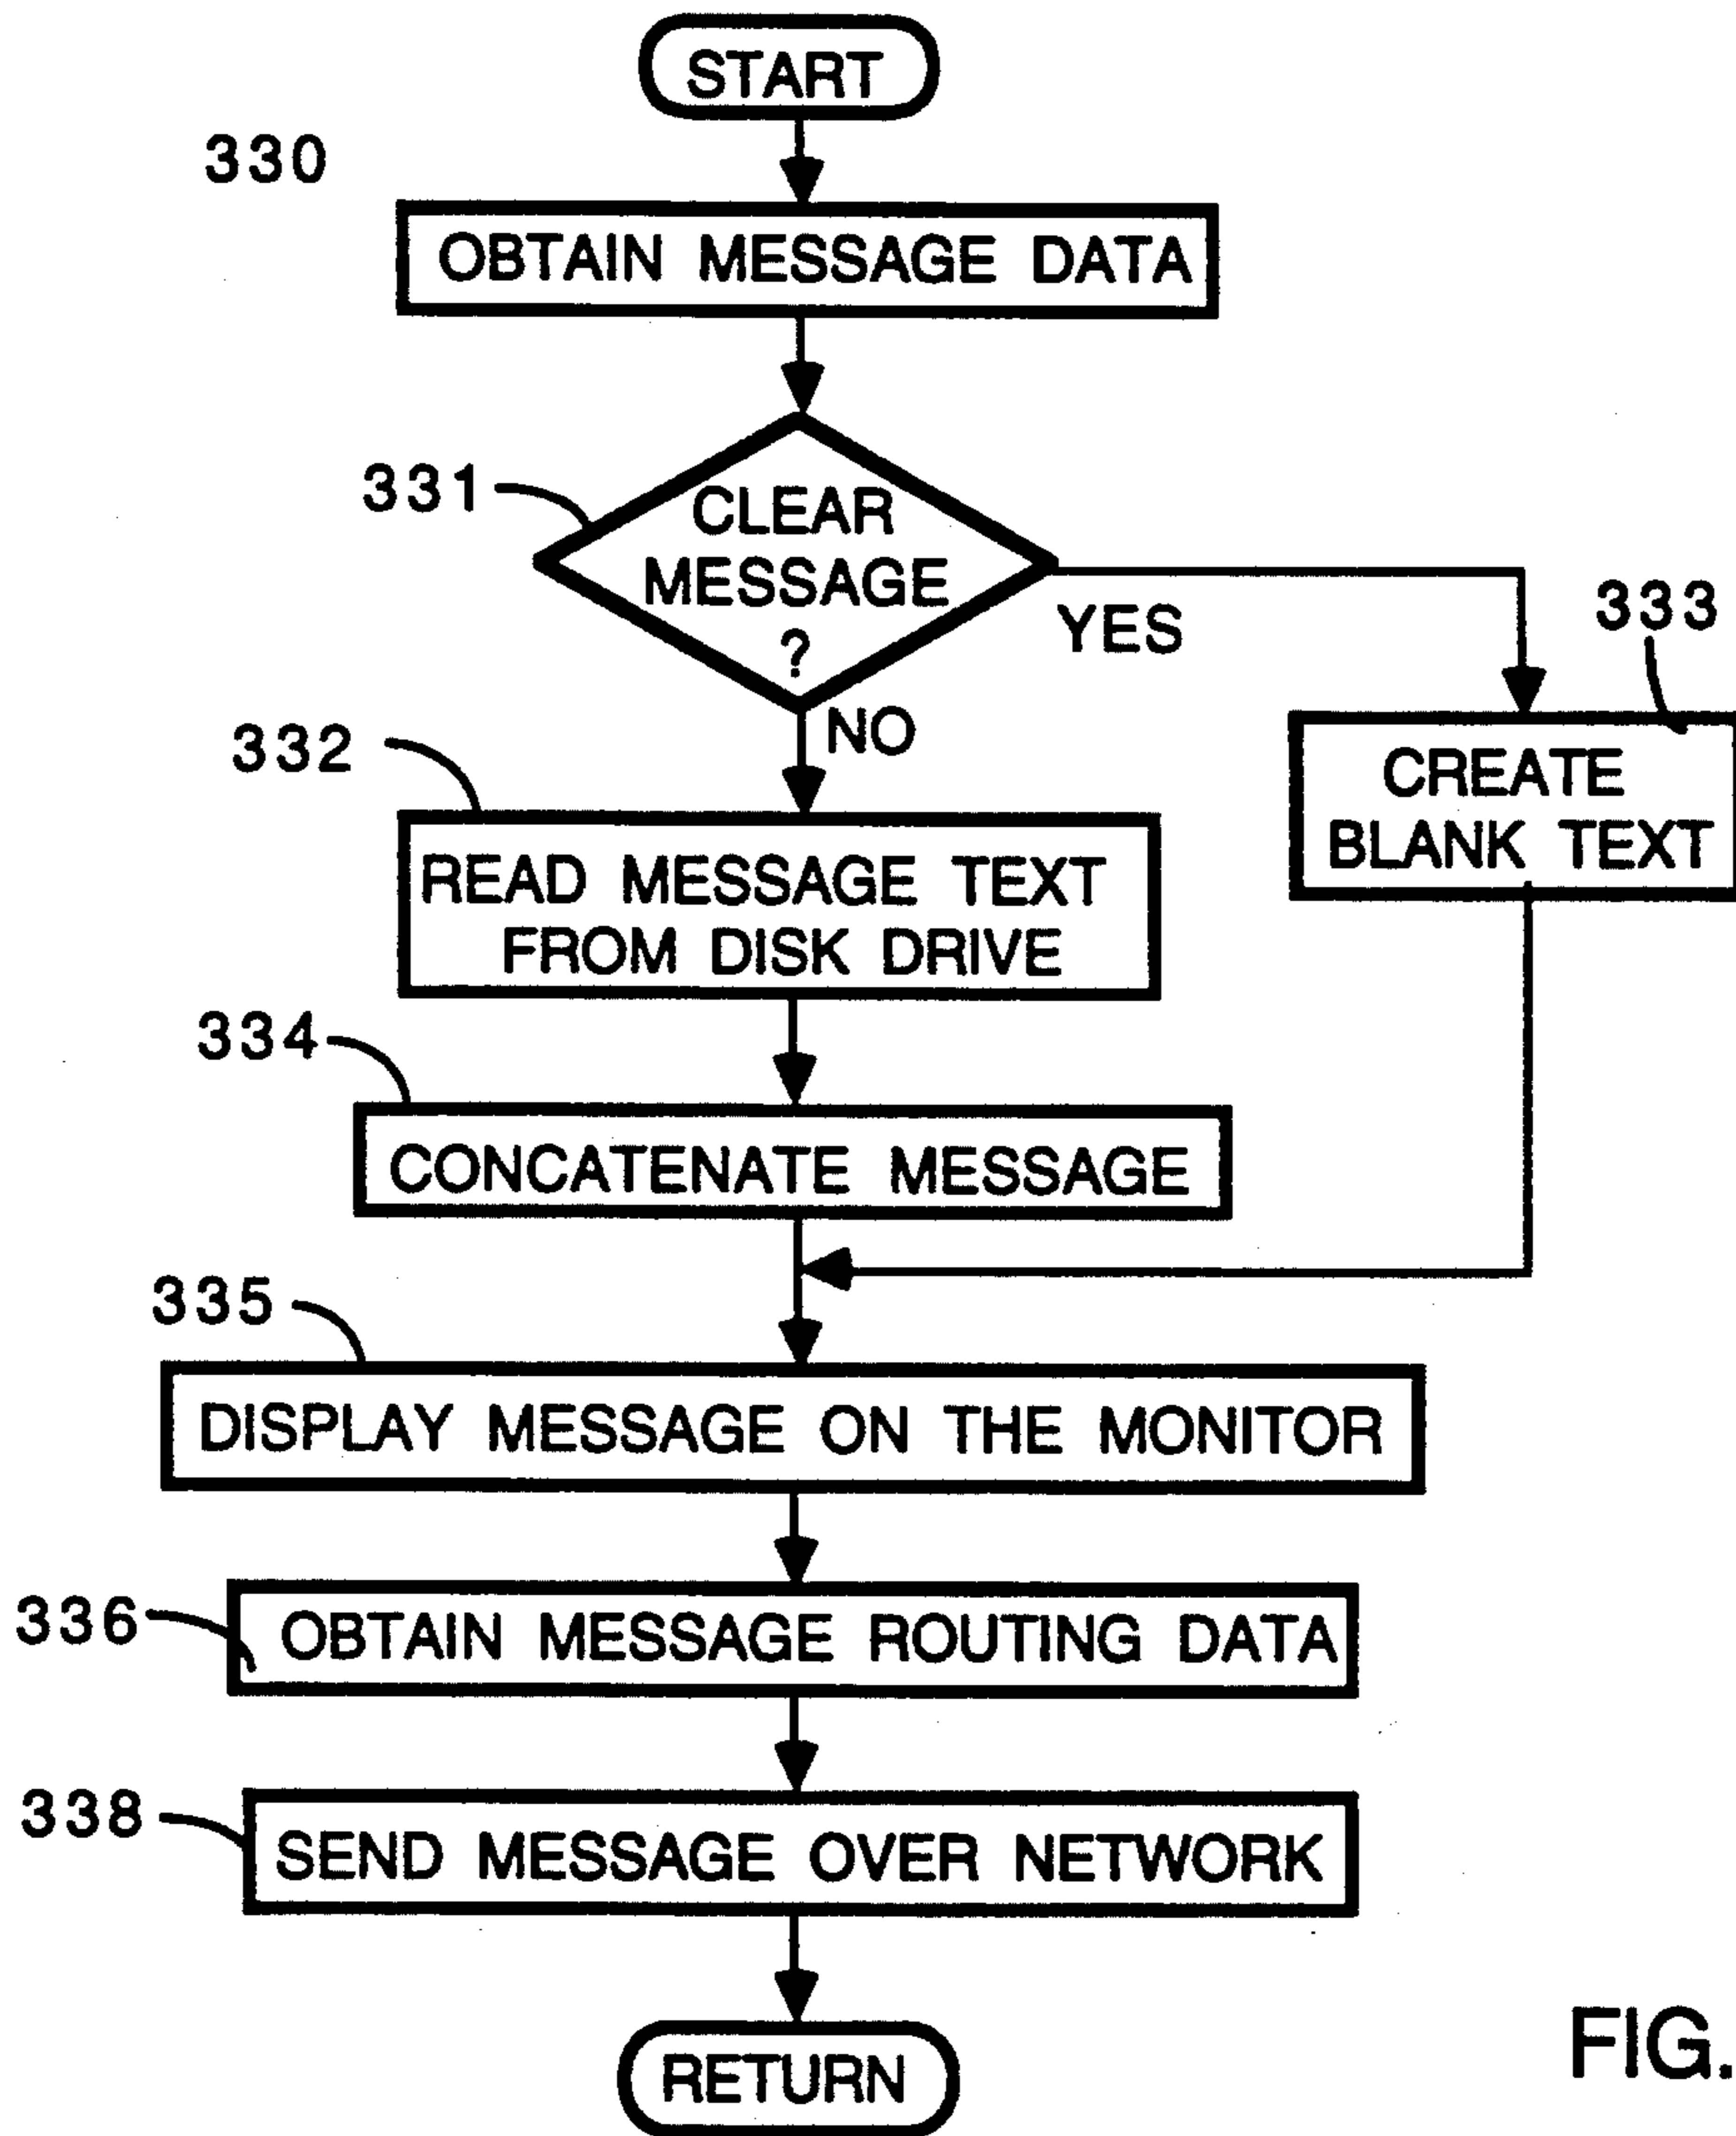 START
330
OBTAIN MESSAGE DATA
331
CLEAR
MESSAGE
?
YES
333
NO
332
CREATE
BLANK TEXT
READ MESSAGE TEXT
FROM DISK DRIVE
334
CONCATENATE MESSAGE
335
DISPLAY MESSAGE ON THE MONITOR
336
OBTAIN MESSAGE ROUTING DATA
338
SEND MESSAGE OVER NETWORK
RETURN
FIG.